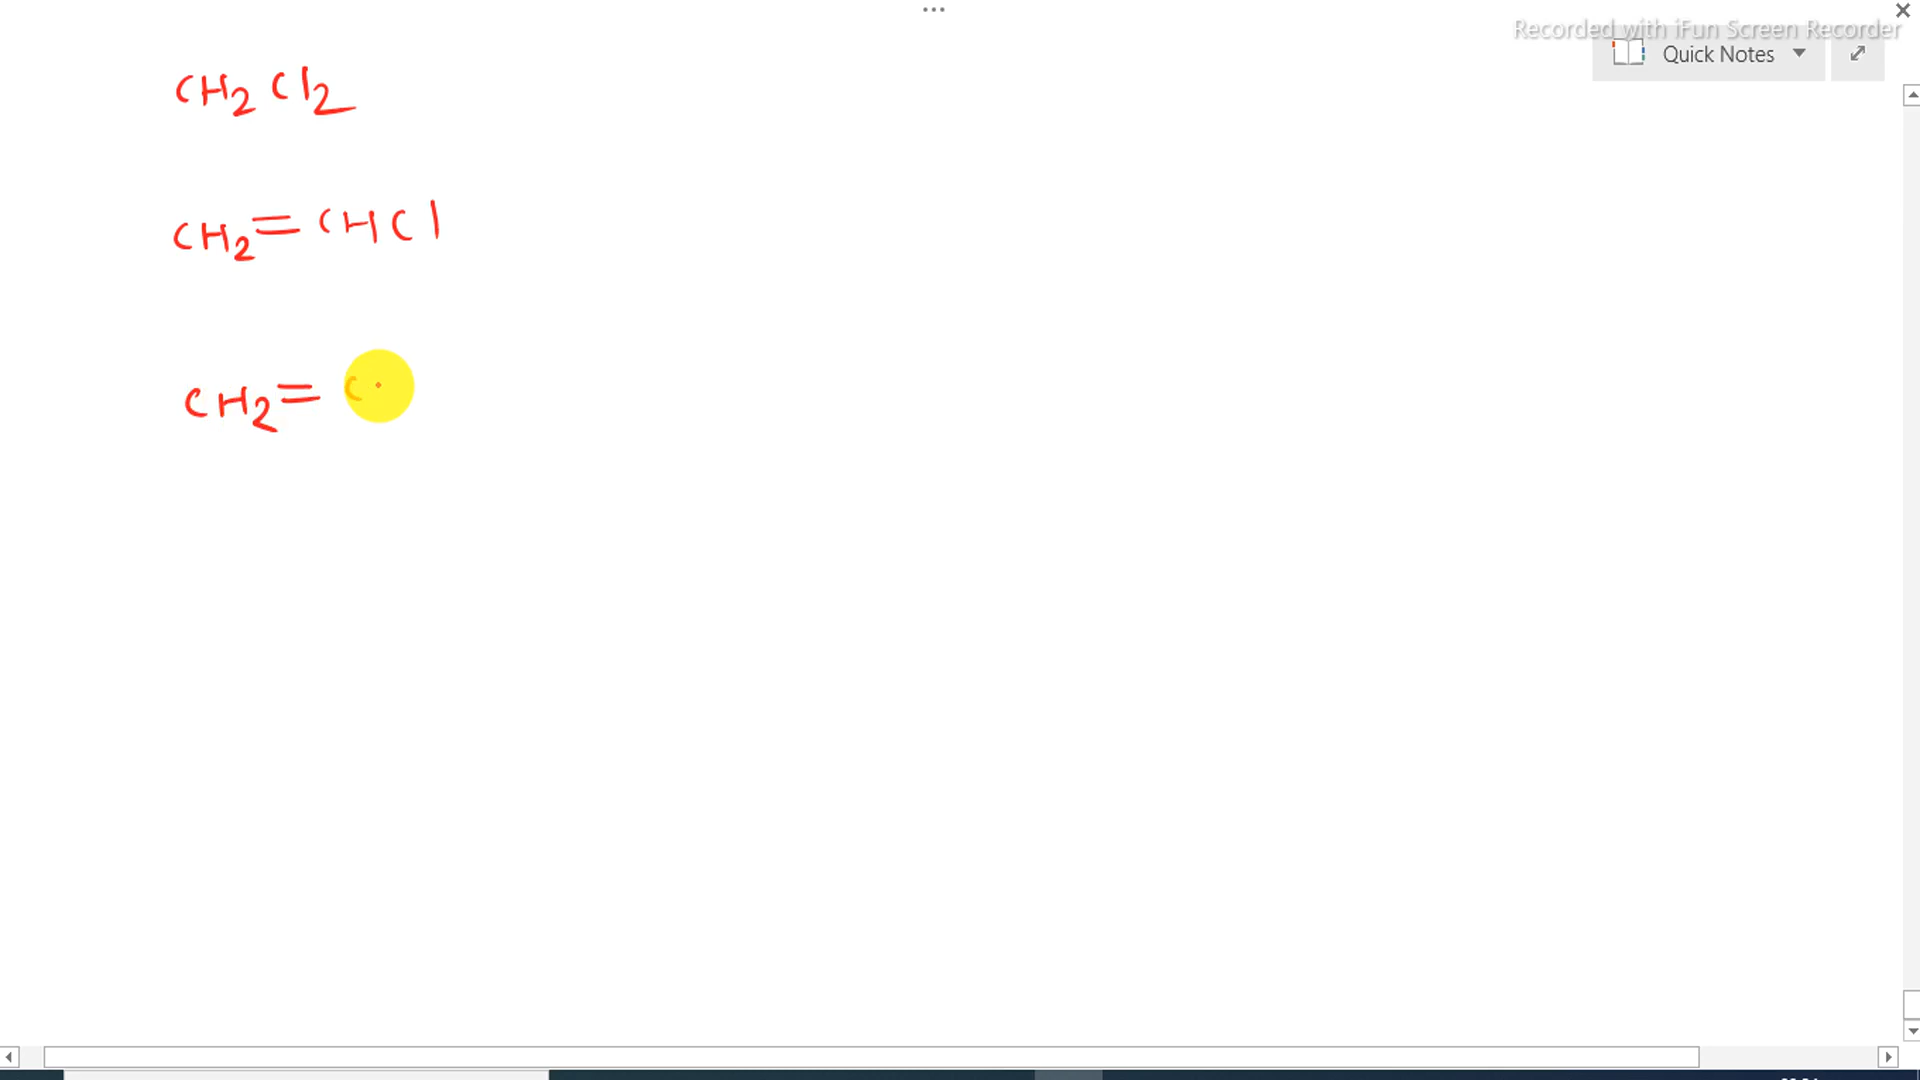 ...
Recorded with iFun Screen Recorder
Quick Notes
CH2Cl2
CH2=CHCl
CH2=C